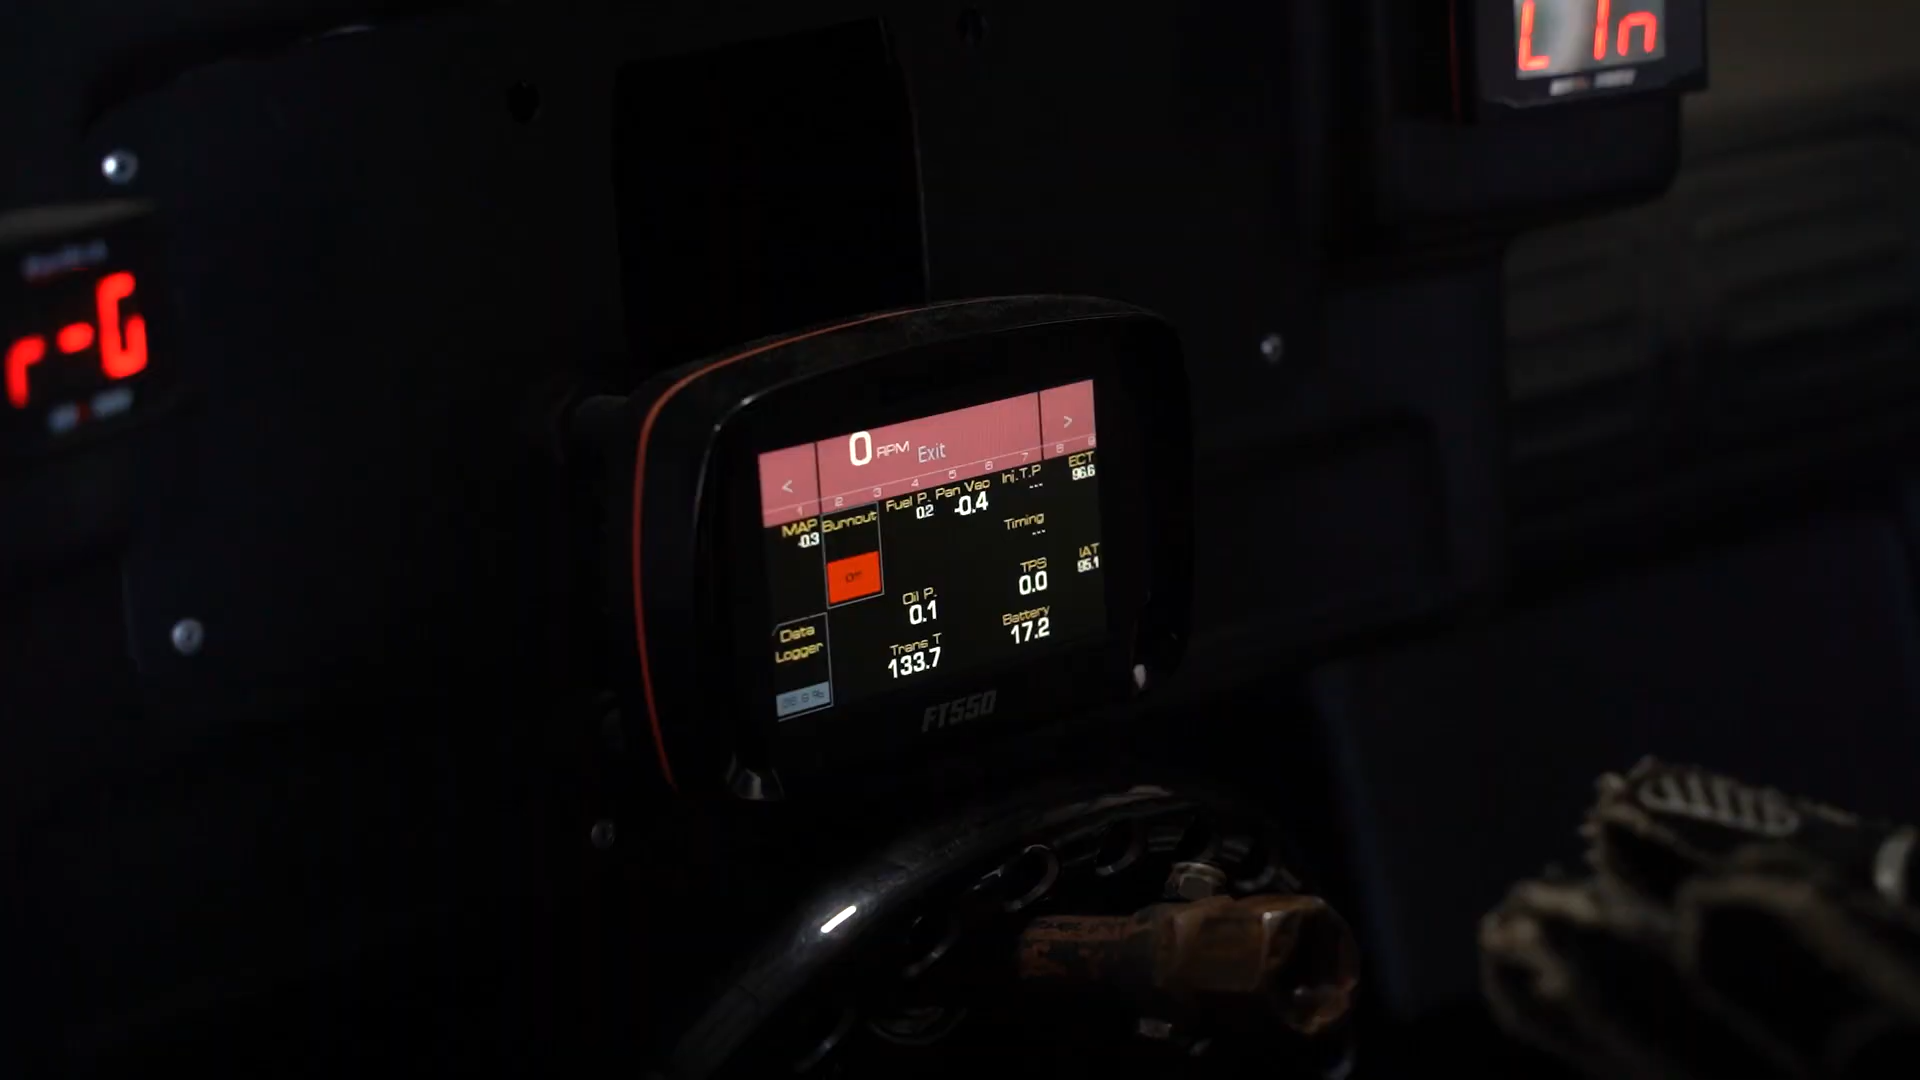 L In
r-G
0 RPM Exit
< >
1 2 3 4 5 6 7 8 9
MAP
-0.3
Burnout
Off
Fuel P.
0.2
Pan Vac
-0.4
Inj.T.P
---
ECT
96.6
Timing
---
IAT
95.1
TPS
0.0
Oil P.
0.1
Battery
17.2
Trans T
133.7
Data
Logger
FT550